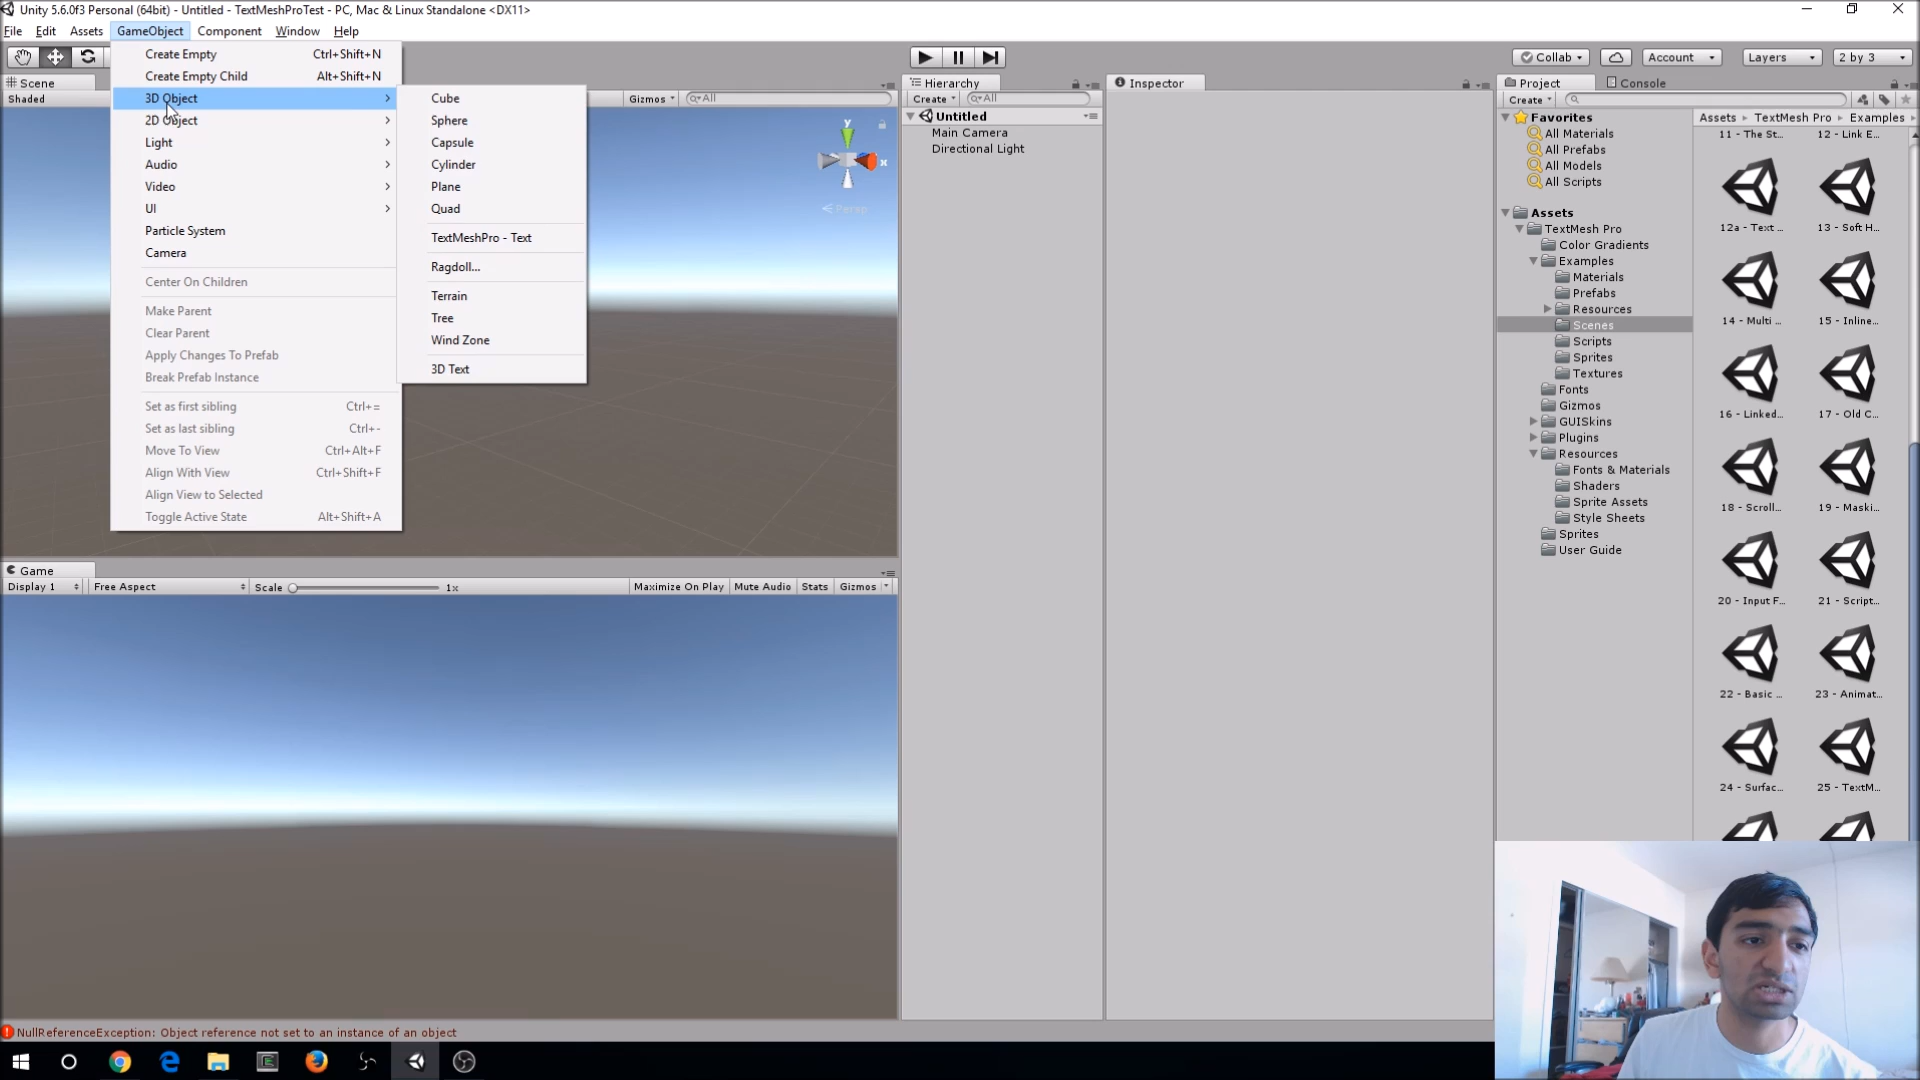 Unity 5.6.0f3 Personal (64bit) - Untitled - TextMeshProTest - PC, Mac & Linux Standalone <DX11>
File Edit Assets GameObject Component Window Help
Create Empty Ctrl+Shift+N
Create Empty Child Alt+Shift+N
3D Object
2D Object
Light
Audio
Video
UI
Particle System
Camera
Center On Children
Make Parent
Clear Parent
Apply Changes To Prefab
Break Prefab Instance
Set as first sibling Ctrl+=
Set as last sibling Ctrl+-
Move To View Ctrl+Alt+F
Align With View Ctrl+Shift+F
Align View to Selected
Toggle Active State Alt+Shift+A
Cube
Sphere
Capsule
Cylinder
Plane
Quad
TextMeshPro - Text
Ragdoll...
Terrain
Tree
Wind Zone
3D Text
Collab Account Layers 2 by 3
Scene
Shaded Gizmos All
y
x
Persp
Game
Display 1 Free Aspect Scale 1x Maximize On Play Mute Audio Stats Gizmos
Hierarchy
Create All
Untitled
Main Camera
Directional Light
Inspector
Project Console
Create
Favorites
All Materials
All Prefabs
All Models
All Scripts
Assets
TextMesh Pro
Color Gradients
Examples
Materials
Prefabs
Resources
Scenes
Scripts
Sprites
Textures
Fonts
Gizmos
GUISkins
Plugins
Resources
Fonts & Materials
Shaders
Sprite Assets
Style Sheets
Sprites
User Guide
Assets TextMesh Pro Examples
11 - The St... 12 - Link E...
12a - Text ... 13 - Soft H...
14 - Multi ... 15 - Inline...
16 - Linked... 17 - Old C...
18 - Scroll... 19 - Maski...
20 - Input F... 21 - Script...
22 - Basic ... 23 - Animat...
24 - Surfac... 25 - TextM...
NullReferenceException: Object reference not set to an instance of an object